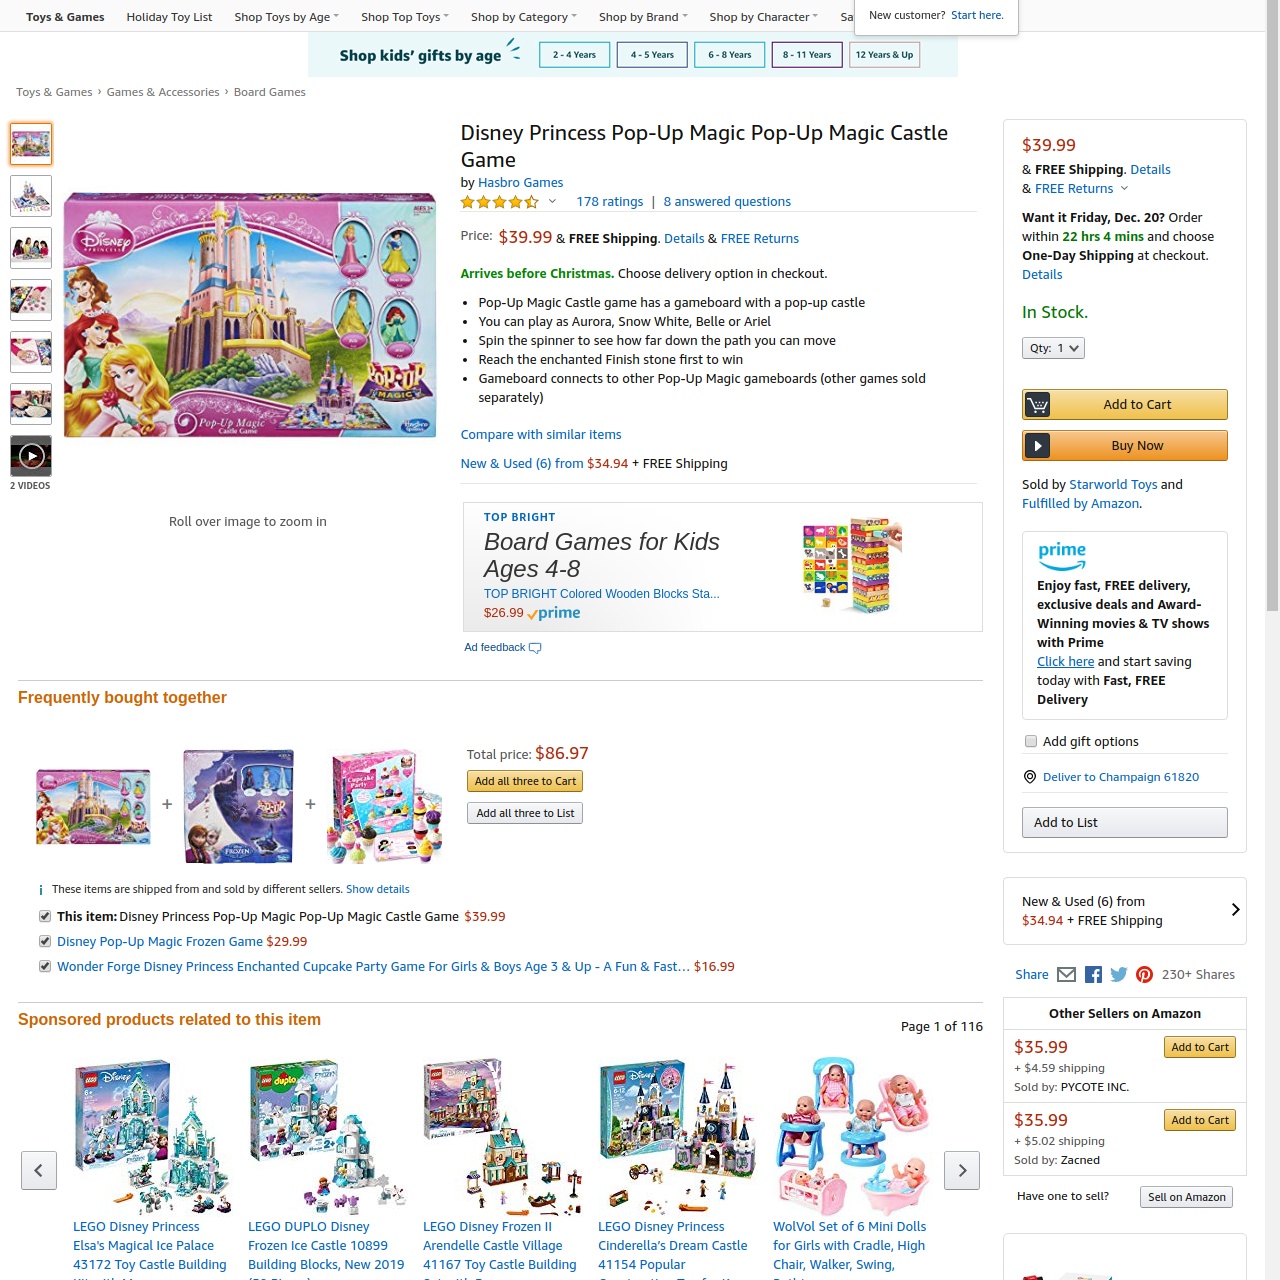 Toys & Games
Holiday Toy List
Shop Toys by Age
Shop Top Toys
Shop by Category
Shop by Brand
Shop by Character
Sa
New customer? Start here.
Shop kids' gifts by age
2 - 4 Years
4 - 5 Years
6 - 8 Years
8 - 11 Years
12 Years & Up
Toys & Games › Games & Accessories › Board Games
2 VIDEOS
Disney
PRINCESS
POP-UP
MAGIC
Pop-Up Magic
Castle Game
Hasbro
Roll over image to zoom in
Disney Princess Pop-Up Magic Pop-Up Magic Castle
Game
by Hasbro Games
178 ratings | 8 answered questions
Price: $39.99 & FREE Shipping. Details & FREE Returns
Arrives before Christmas. Choose delivery option in checkout.
• Pop-Up Magic Castle game has a gameboard with a pop-up castle
• You can play as Aurora, Snow White, Belle or Ariel
• Spin the spinner to see how far down the path you can move
• Reach the enchanted Finish stone first to win
• Gameboard connects to other Pop-Up Magic gameboards (other games sold
separately)
Compare with similar items
New & Used (6) from $34.94 + FREE Shipping
TOP BRIGHT
Board Games for Kids
Ages 4-8
TOP BRIGHT Colored Wooden Blocks Sta...
$26.99 prime
Ad feedback
$39.99
& FREE Shipping. Details
& FREE Returns
Want it Friday, Dec. 20? Order
within 22 hrs 4 mins and choose
One-Day Shipping at checkout.
Details
In Stock.
Qty: 1
Add to Cart
Buy Now
Sold by Starworld Toys and
Fulfilled by Amazon.
prime
Enjoy fast, FREE delivery,
exclusive deals and Award-
Winning movies & TV shows
with Prime
Click here and start saving
today with Fast, FREE
Delivery
Add gift options
Deliver to Champaign 61820
Add to List
New & Used (6) from
$34.94 + FREE Shipping
Share
230+ Shares
Other Sellers on Amazon
$35.99
Add to Cart
+ $4.59 shipping
Sold by: PYCOTE INC.
$35.99
Add to Cart
+ $5.02 shipping
Sold by: Zacned
Have one to sell?
Sell on Amazon
Frequently bought together
+
+
Cupcake
Party
FROZEN
Total price: $86.97
Add all three to Cart
Add all three to List
i These items are shipped from and sold by different sellers. Show details
This item: Disney Princess Pop-Up Magic Pop-Up Magic Castle Game $39.99
Disney Pop-Up Magic Frozen Game $29.99
Wonder Forge Disney Princess Enchanted Cupcake Party Game For Girls & Boys Age 3 & Up - A Fun & Fast… $16.99
Sponsored products related to this item
Page 1 of 116
LEGO Disney Princess
Elsa's Magical Ice Palace
43172 Toy Castle Building
LEGO DUPLO Disney
Frozen Ice Castle 10899
Building Blocks, New 2019
LEGO Disney Frozen II
Arendelle Castle Village
41167 Toy Castle Building
LEGO Disney Princess
Cinderella's Dream Castle
41154 Popular
WolVol Set of 6 Mini Dolls
for Girls with Cradle, High
Chair, Walker, Swing,